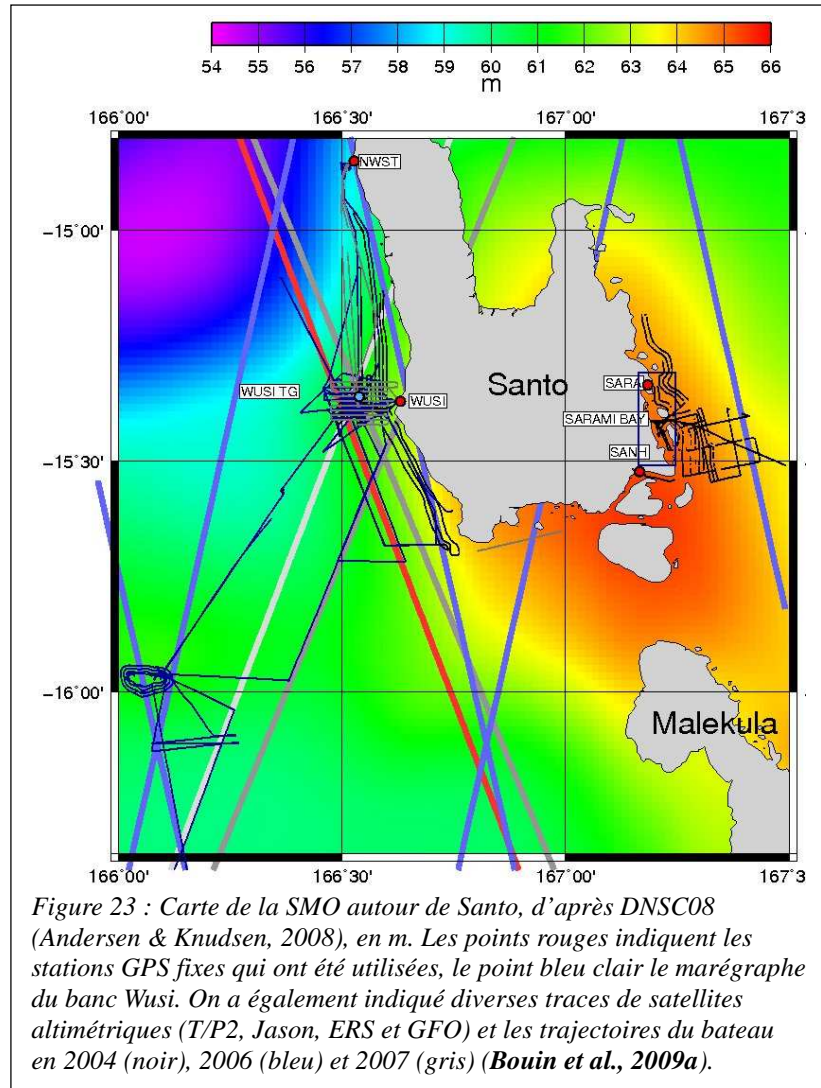 54 55 56 57 58 59 60 61 62 63 64 65 66
m
166˚00' 166˚30' 167˚00' 167˚3
NWST
−15˚00'
Santo
WUSI TG
WUSI
SARA
SARAMI BAY
SANH
−15˚30'
−16˚00'
Malekula
166˚00' 166˚30' 167˚00' 167˚3
Figure 23 : Carte de la SMO autour de Santo, d'après DNSC08
(Andersen & Knudsen, 2008), en m. Les points rouges indiquent les
stations GPS fixes qui ont été utilisées, le point bleu clair le marégraphe
du banc Wusi. On a également indiqué diverses traces de satellites
altimétriques (T/P2, Jason, ERS et GFO) et les trajectoires du bateau
en 2004 (noir), 2006 (bleu) et 2007 (gris) (Bouin et al., 2009a).